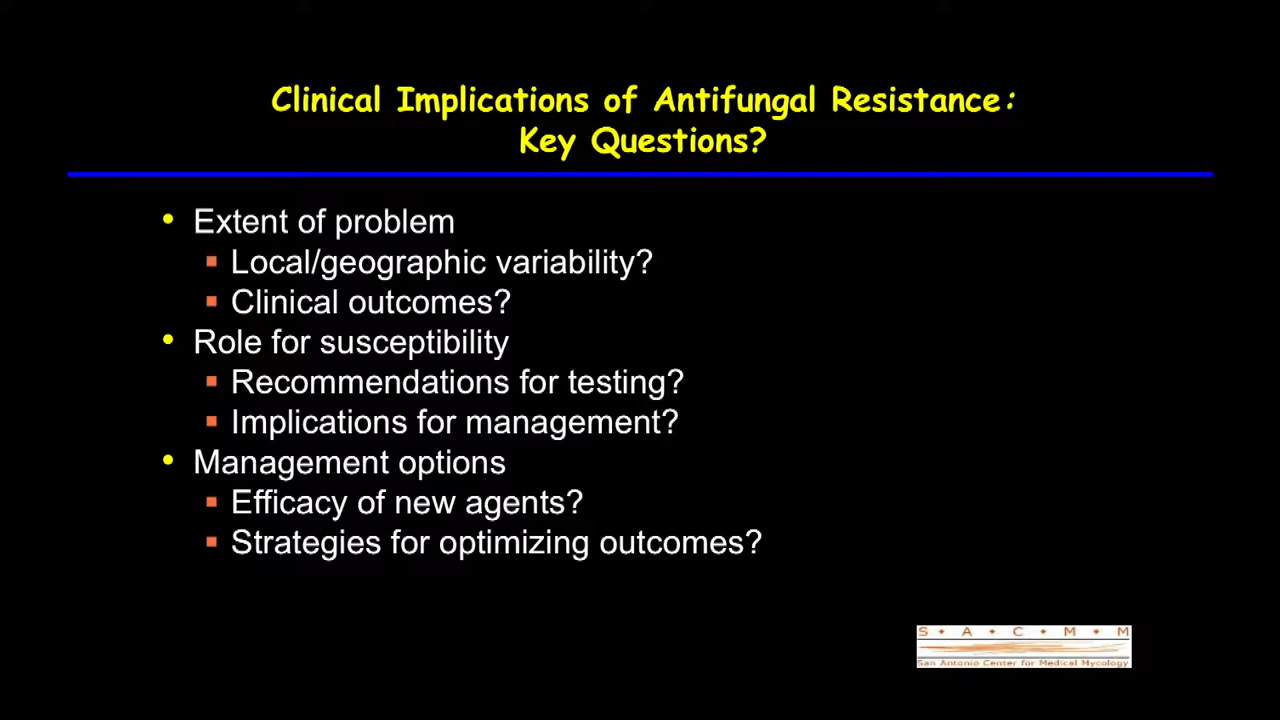 Clinical Implications of Antifungal Resistance:
Key Questions?
• Extent of problem
▪ Local/geographic variability?
▪ Clinical outcomes?
• Role for susceptibility
▪ Recommendations for testing?
▪ Implications for management?
• Management options
▪ Efficacy of new agents?
▪ Strategies for optimizing outcomes?
S • A • C • M • M
San Antonio Center for Medical Mycology